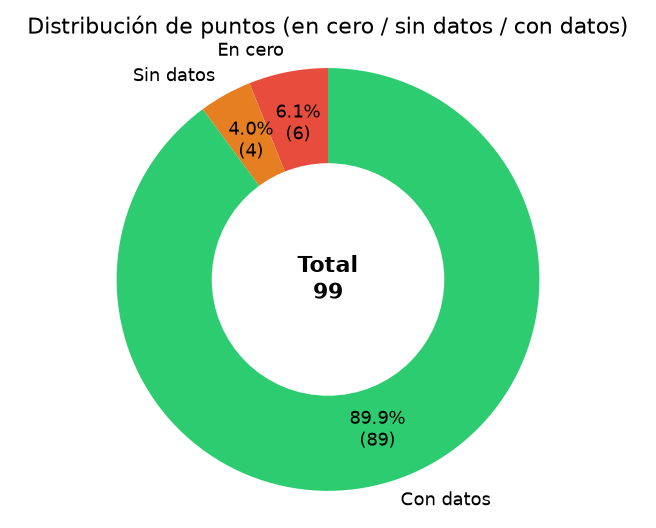 Distribución de puntos (en cero / sin datos / con datos)
En cero
Sin datos
6.1%
(6)
4.0%
(4)
Total
99
89.9%
(89)
Con datos